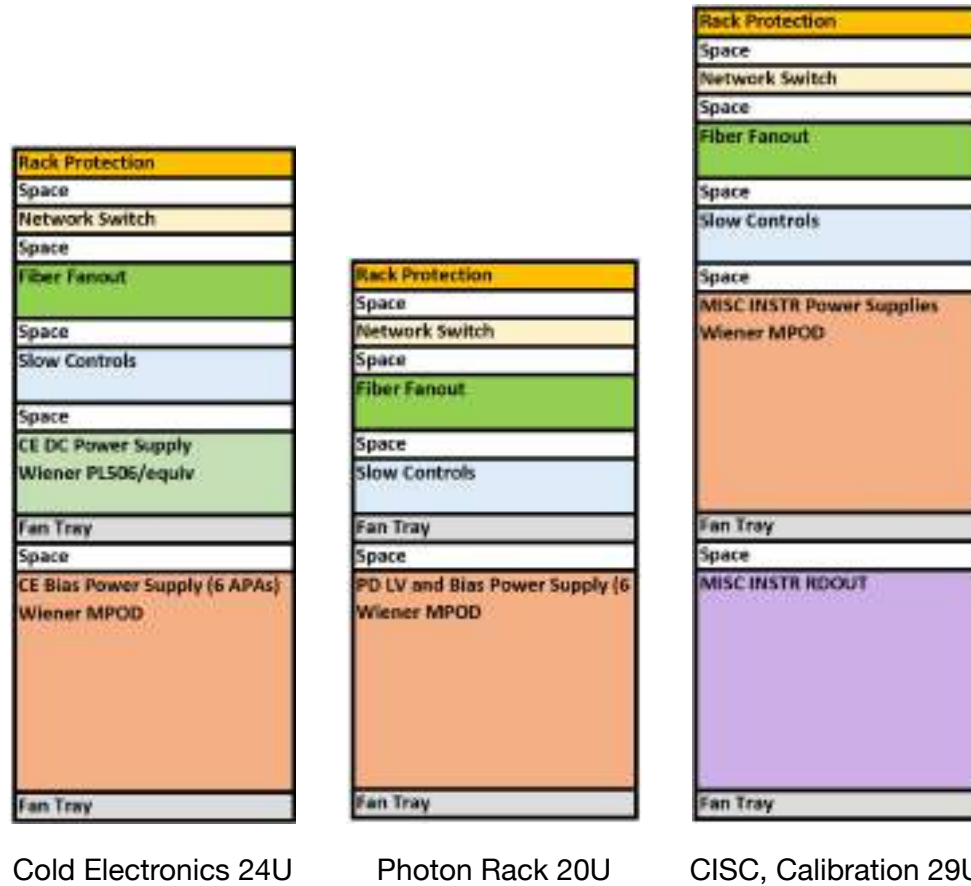 Rack Protection
Space
Network Switch
Space
Fiber Fanout
Space
Slow Controls
Space
CE DC Power Supply
Wiener PL506/equiv
Fan Tray
Space
CE Bias Power Supply (6 APAs)
Wiener MPOD
Fan Tray
Cold Electronics 24U
Rack Protection
Space
Network Switch
Space
Fiber Fanout
Space
Slow Controls
Fan Tray
Space
PD LV and Bias Power Supply (6
Wiener MPOD
Fan Tray
Photon Rack 20U
Rack Protection
Space
Network Switch
Space
Fiber Fanout
Space
Slow Controls
Space
MISC INSTR Power Supplies
Wiener MPOD
Fan Tray
Space
MISC INSTR RDOUT
Fan Tray
CISC, Calibration 29U